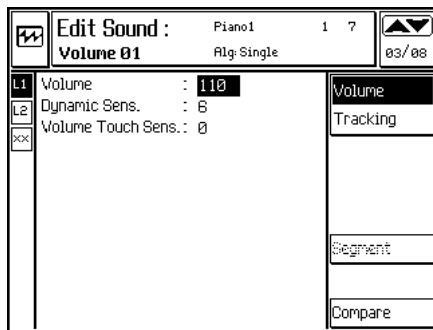 Edit Sound : Piano1 1 7
Volume 01 Alg: Single 03/08
L1 Volume : 110 Volume
L2 Dynamic Sens. : 6 Tracking
xx Volume Touch Sens.: 0
Segment
Compare